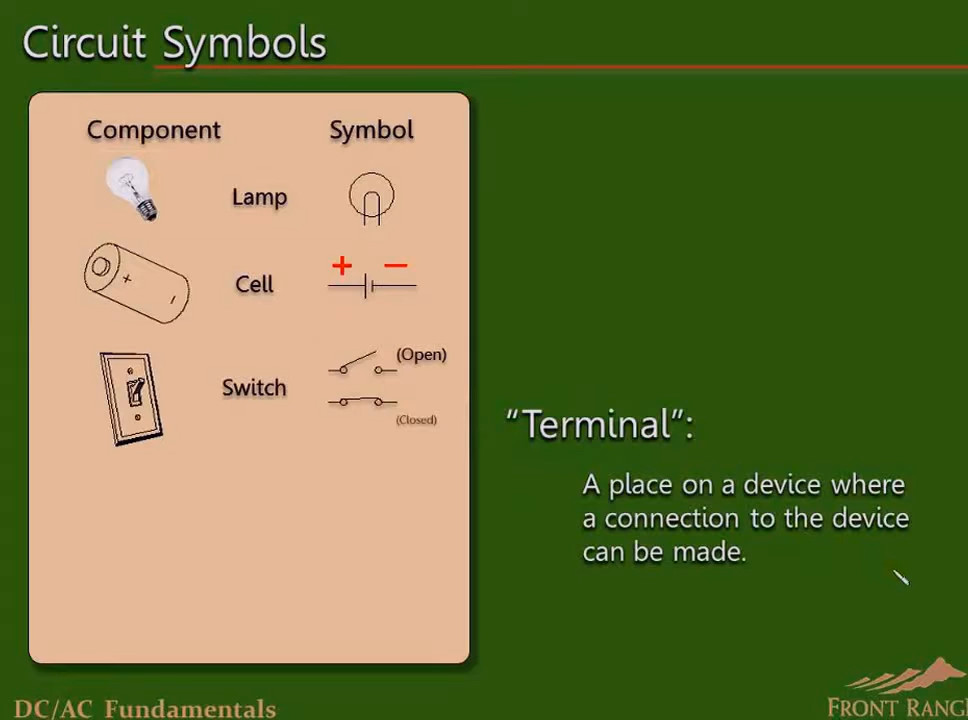 Circuit Symbols
Component Symbol
Lamp
+ −
Cell
+
-
(Open)
Switch
(Closed)
“Terminal”:
A place on a device where
a connection to the device
can be made.
DC/AC Fundamentals
FRONT RANG